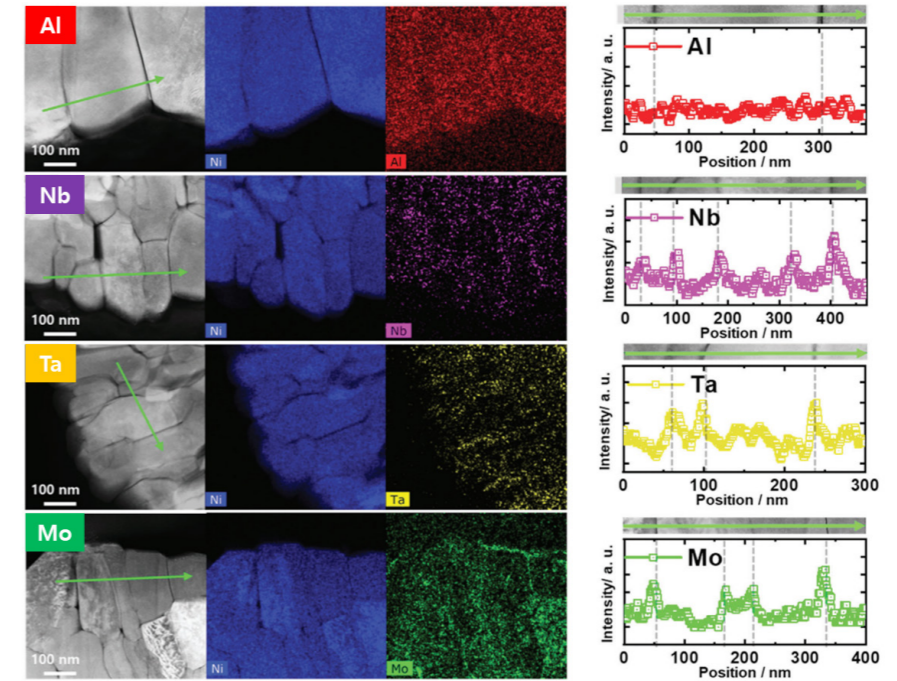 Al
100 nm
Ni
Al
Intensity/ a. u.
Al
0 100 200 300
Position / nm
Nb
100 nm
Ni
Nb
Intensity/ a. u.
Nb
0 100 200 300 400
Position / nm
Ta
100 nm
Ni
Ta
Intensity/ a. u.
Ta
0 100 200 300
Position / nm
Mo
100 nm
Ni
Mo
Intensity/ a. u.
Mo
0 100 200 300 400
Position / nm